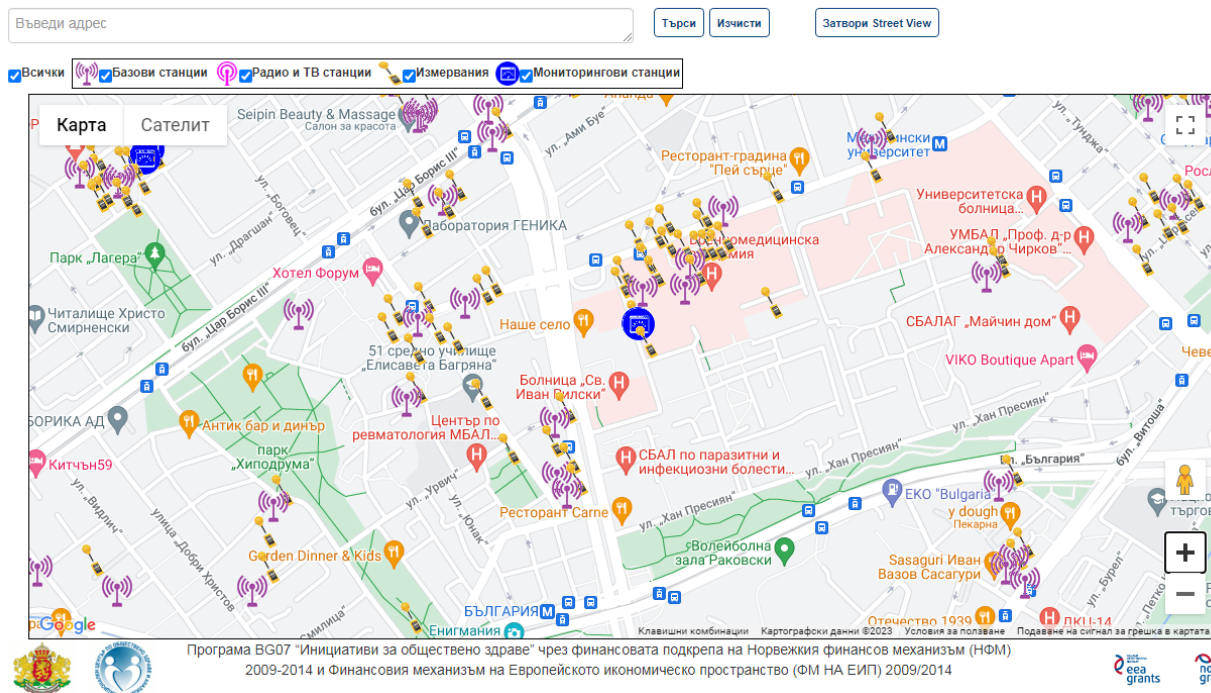 Въведи адрес
Търси
Изчисти
Затвори Street View
Всички
Базови станции
Радио и ТВ станции
Измервания
Мониторингови станции
Карта
Сателит
Seipin Beauty & Massage
Салон за красота
бул. „Цар Борис III“
ул. „Ами Буе“
Ресторант-градина
"Пей сърце"
университет
ул. „Тунджа“
Университетска
болница...
УМБАЛ „Проф. д-р
Александър Чирков“...
ул. „Боговец“
ул. „Драгшан“
Лаборатория ГЕНИКА
Парк „Лагера“
Хотел Форум
Читалище Христо
Смирненски
бул. „Цар Борис III“
Наше село
СБАЛАГ „Майчин дом“
VIKO Boutique Apart
51 средно училище
„Елисавета Багряна“
Болница „Св.
Иван Рилски“
БОРИКА АД
Антик бар и динър
парк
„Хиподрума“
Център по
ревматология МБАЛ...
СБАЛ по паразитни и
инфекциозни болести...
ул. „Хан Пресиян“
ул. „Хан Пресиян“
ул. „Хан Пресиян“
бул. „Витоша“
„България“
Китчън59
ул. „Видлич“
улица „Добри Христов“
ул. „Урвич“
ул. „Юнак“
Ресторант Carne
EKO "Bulgaria
y dough
Пекарна
Garden Dinner & Kids
Волейболна
зала Раковски
Sasaguri Иван
Вазов Сасагури
ул. „Бурел“
БЪЛГАРИЯ
Енигмания
Отечество 1939
ДКЦ-14
Google
Клавишни комбинации
Картографски данни ©2023
Условия за ползване
Подаване на сигнал за грешка в картата
Програма BG07 “Инициативи за обществено здраве” чрез финансовата подкрепа на Норвежкия финансов механизъм (НФМ)
2009-2014 и Финансовия механизъм на Европейското икономическо пространство (ФМ НА ЕИП) 2009/2014
eea
grants